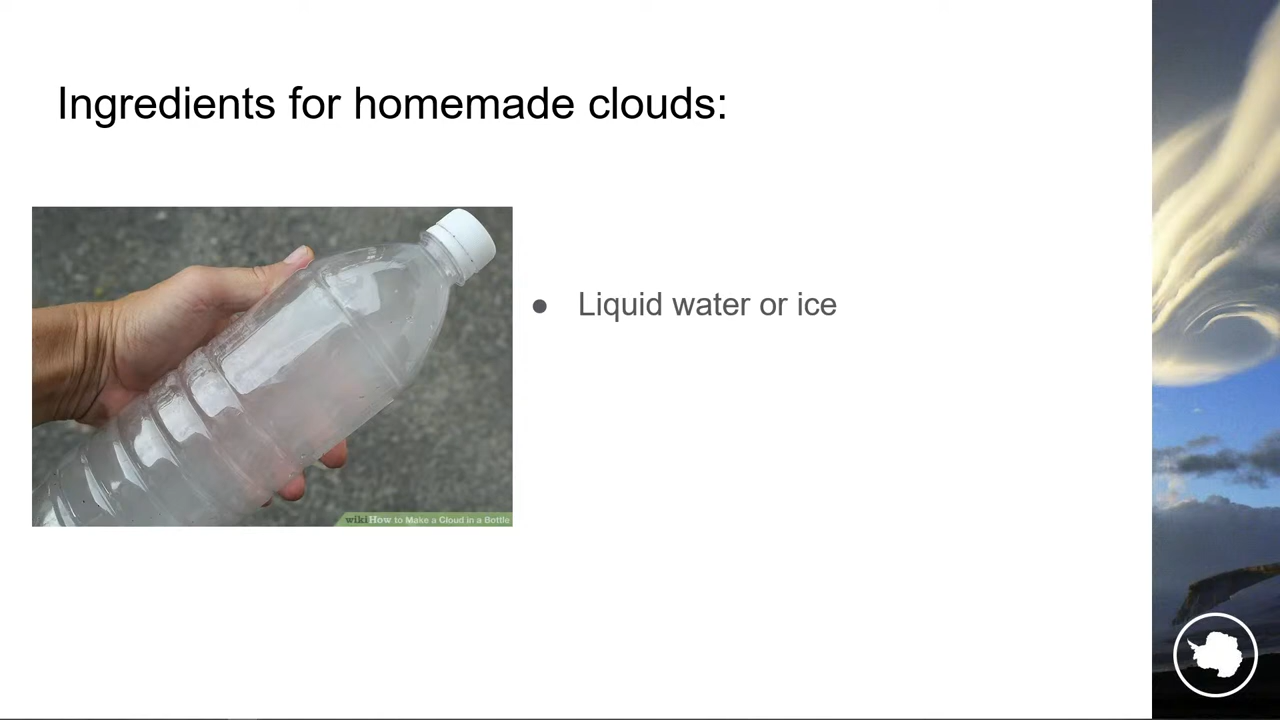 Ingredients for homemade clouds:
● Liquid water or ice
wikiHow to Make a Cloud in a Bottle